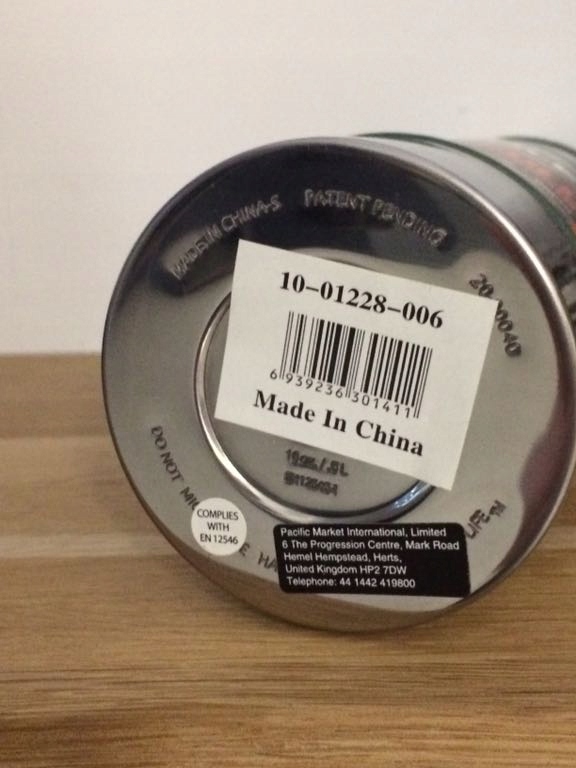 MADE IN CHINA-S PATENT PENDING
10-01228-006
6 939236 301411
Made In China
DO NOT
COMPLIES
WITH
EN 12546
Pacific Market International, Limited
6 The Progression Centre, Mark Road
Hemel Hempstead, Herts,
United Kingdom HP2 7DW
Telephone: 44 1442 419800